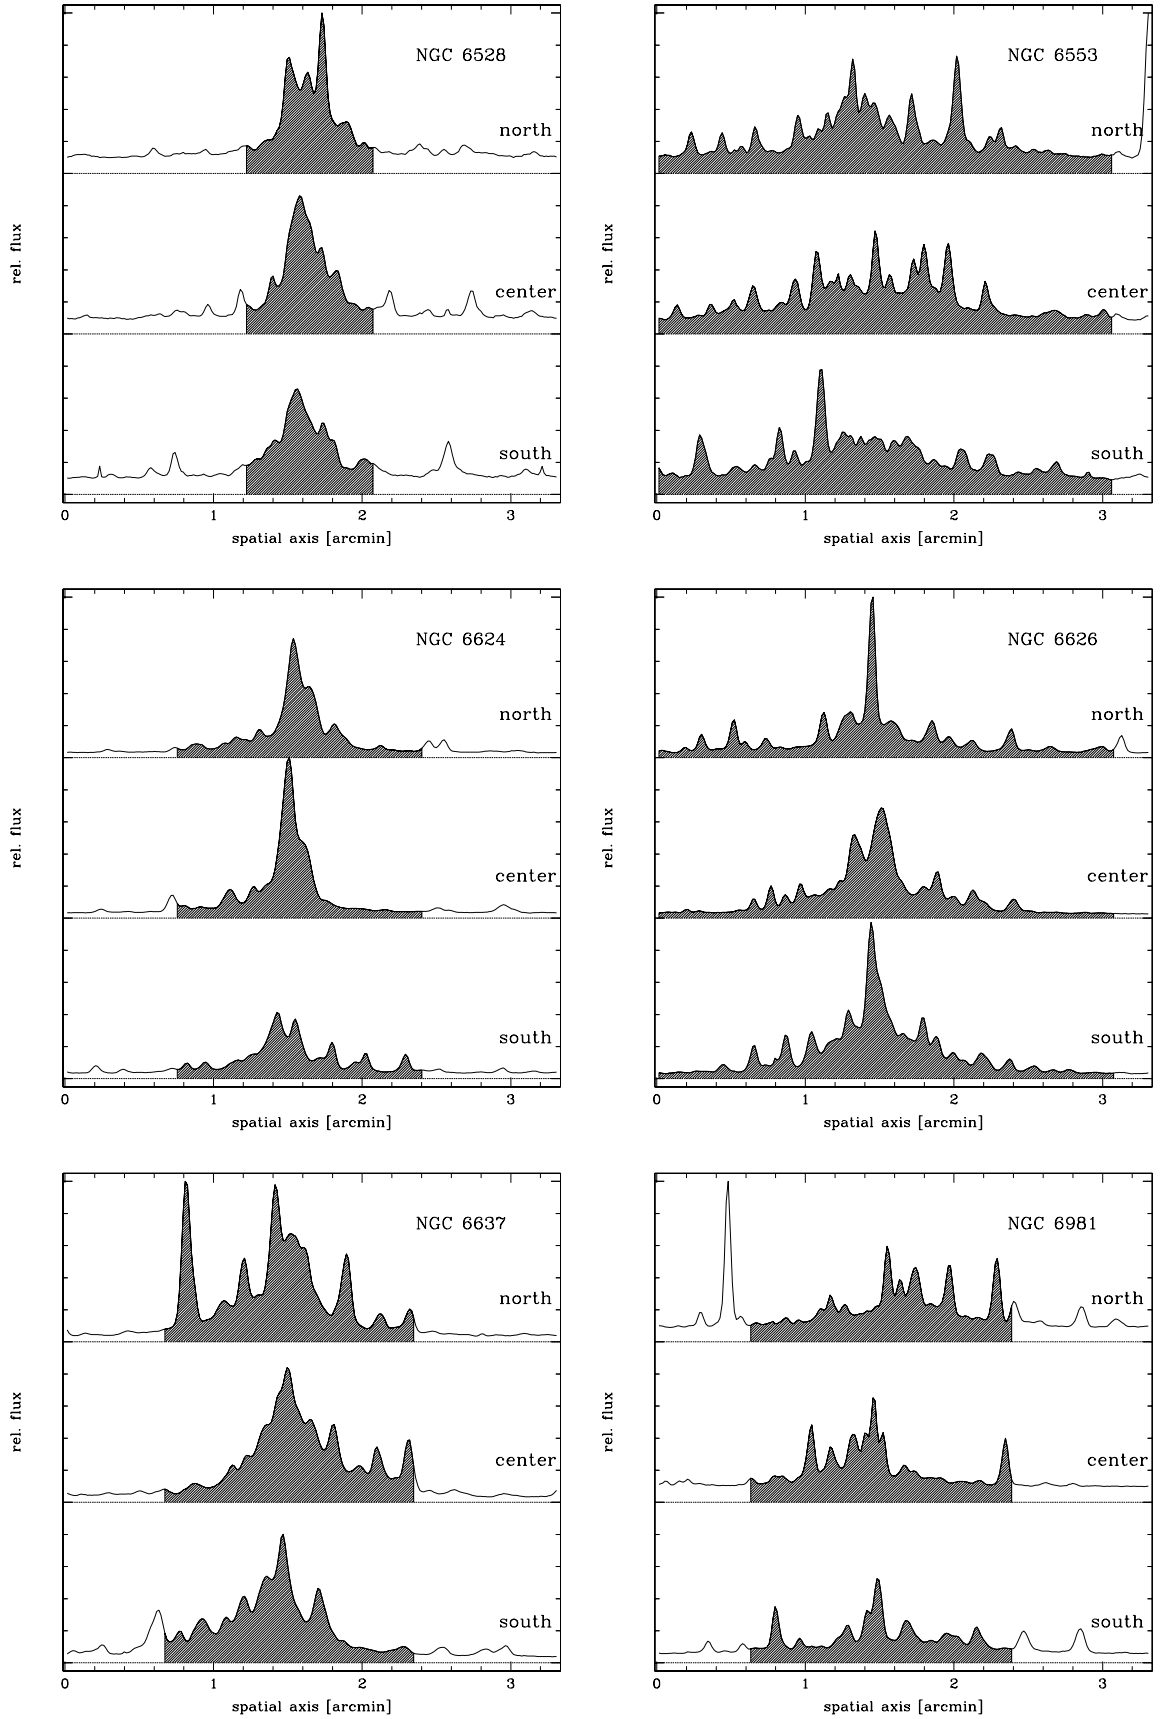 NGC 6528
north
center
south
rel. flux
0 1 2 3
spatial axis [arcmin]
NGC 6553
north
center
south
rel. flux
0 1 2 3
spatial axis [arcmin]
NGC 6624
north
center
south
rel. flux
0 1 2 3
spatial axis [arcmin]
NGC 6626
north
center
south
rel. flux
0 1 2 3
spatial axis [arcmin]
NGC 6637
north
center
south
rel. flux
0 1 2 3
spatial axis [arcmin]
NGC 6981
north
center
south
rel. flux
0 1 2 3
spatial axis [arcmin]